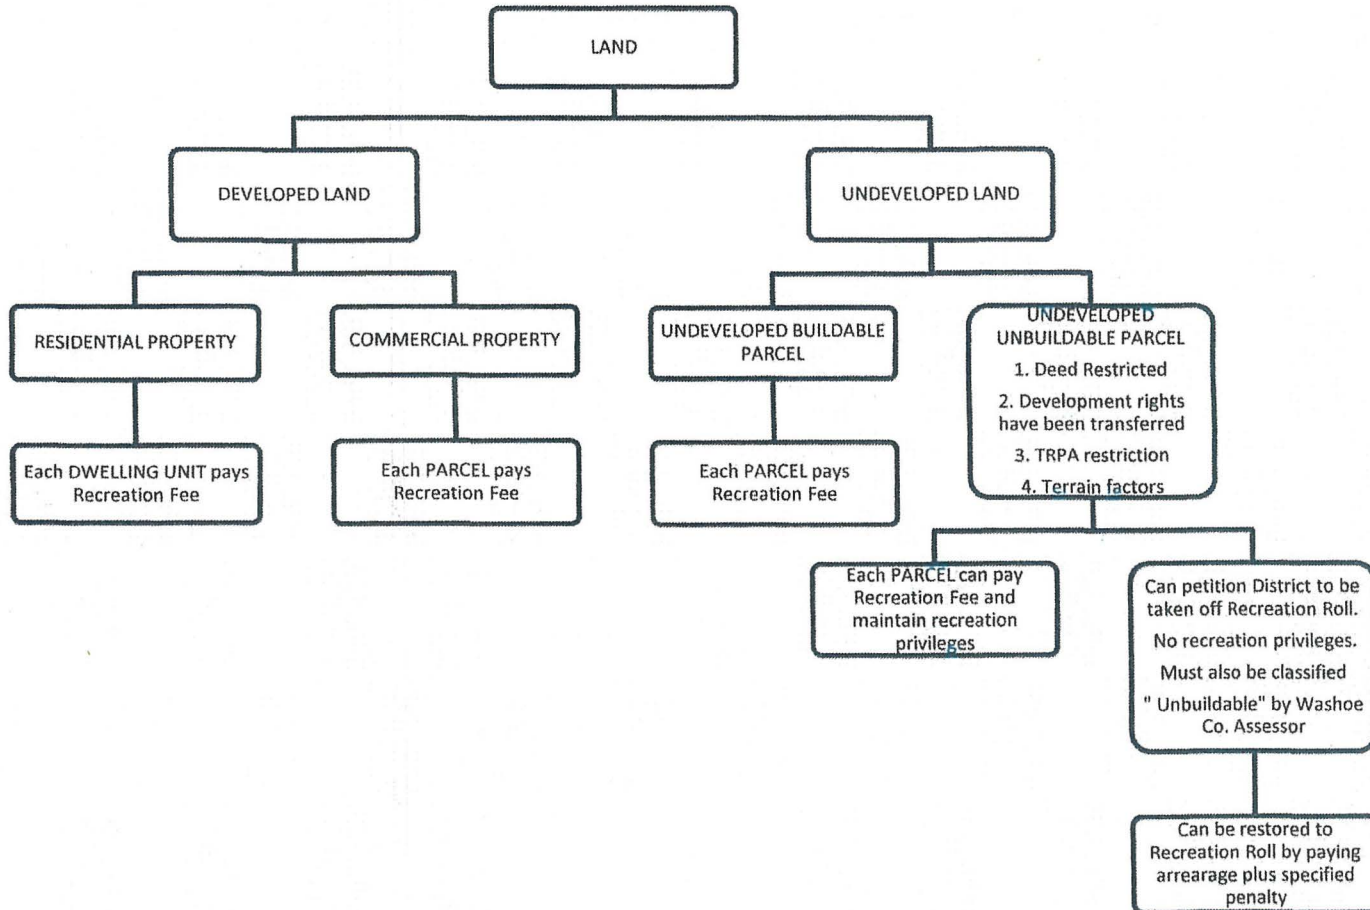 LAND
DEVELOPED LAND
UNDEVELOPED LAND
RESIDENTIAL PROPERTY
COMMERCIAL PROPERTY
UNDEVELOPED BUILDABLE
PARCEL
UNDEVELOPED
UNBUILDABLE PARCEL
1. Deed Restricted
2. Development rights
have been transferred
3. TRPA restriction
4. Terrain factors
Each DWELLING UNIT pays
Recreation Fee
Each PARCEL pays
Recreation Fee
Each PARCEL pays
Recreation Fee
Each PARCEL can pay
Recreation Fee and
maintain recreation
privileges
Can petition District to be
taken off Recreation Roll.
No recreation privileges.
Must also be classified
" Unbuildable" by Washoe
Co. Assessor
Can be restored to
Recreation Roll by paying
arrearage plus specified
penalty